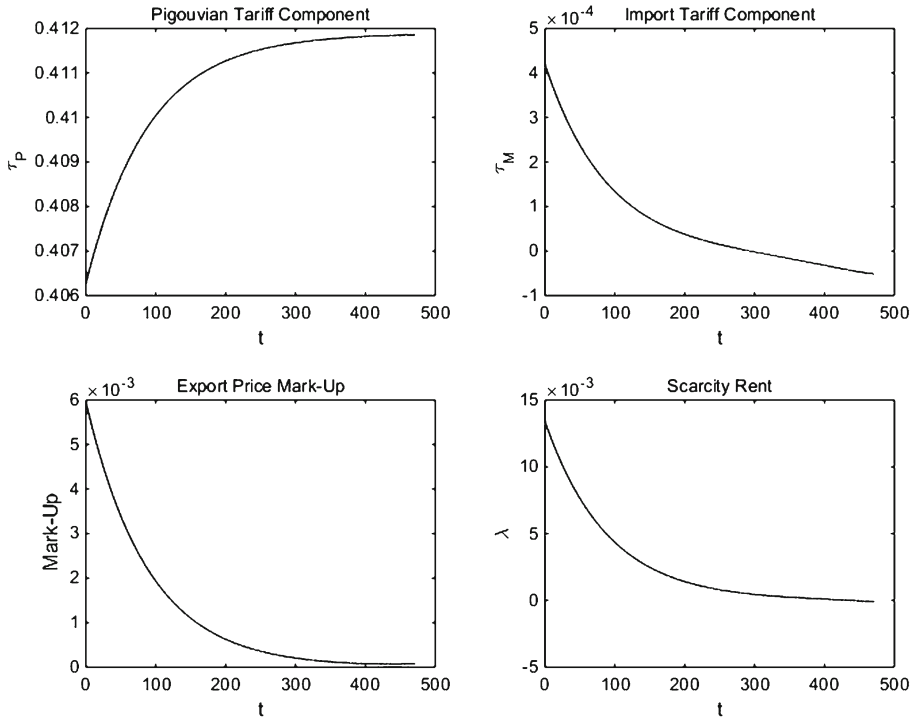 Pigouvian Tariff Component
0.412
0.411
0.41
0.409
0.408
0.407
0.406
τP
0 100 200 300 400 500
t
Import Tariff Component
× 10-4
5
4
3
2
1
0
-1
τM
0 100 200 300 400 500
t
Export Price Mark-Up
× 10-3
6
5
4
3
2
1
0
Mark-Up
0 100 200 300 400 500
t
Scarcity Rent
× 10-3
15
10
5
0
-5
λ
0 100 200 300 400 500
t